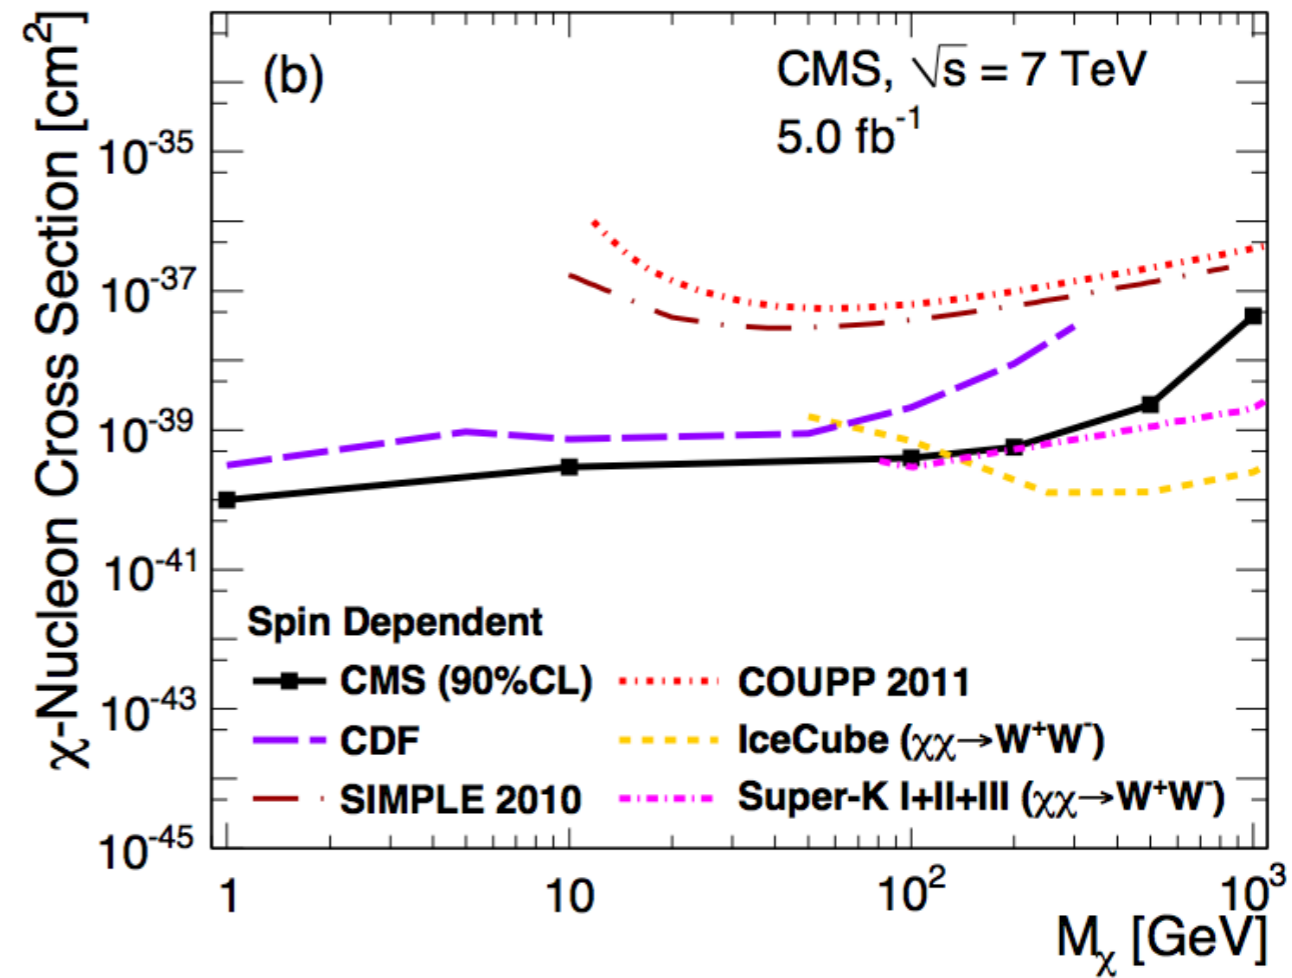 χ-Nucleon Cross Section [cm²]
(b)
CMS, √s = 7 TeV
5.0 fb⁻¹
10⁻³⁵
10⁻³⁷
10⁻³⁹
10⁻⁴¹
10⁻⁴³
10⁻⁴⁵
Spin Dependent
CMS (90%CL)
CDF
SIMPLE 2010
COUPP 2011
IceCube (χχ→W⁺W⁻)
Super-K I+II+III (χχ→W⁺W⁻)
1 10 10² 10³
Mχ [GeV]